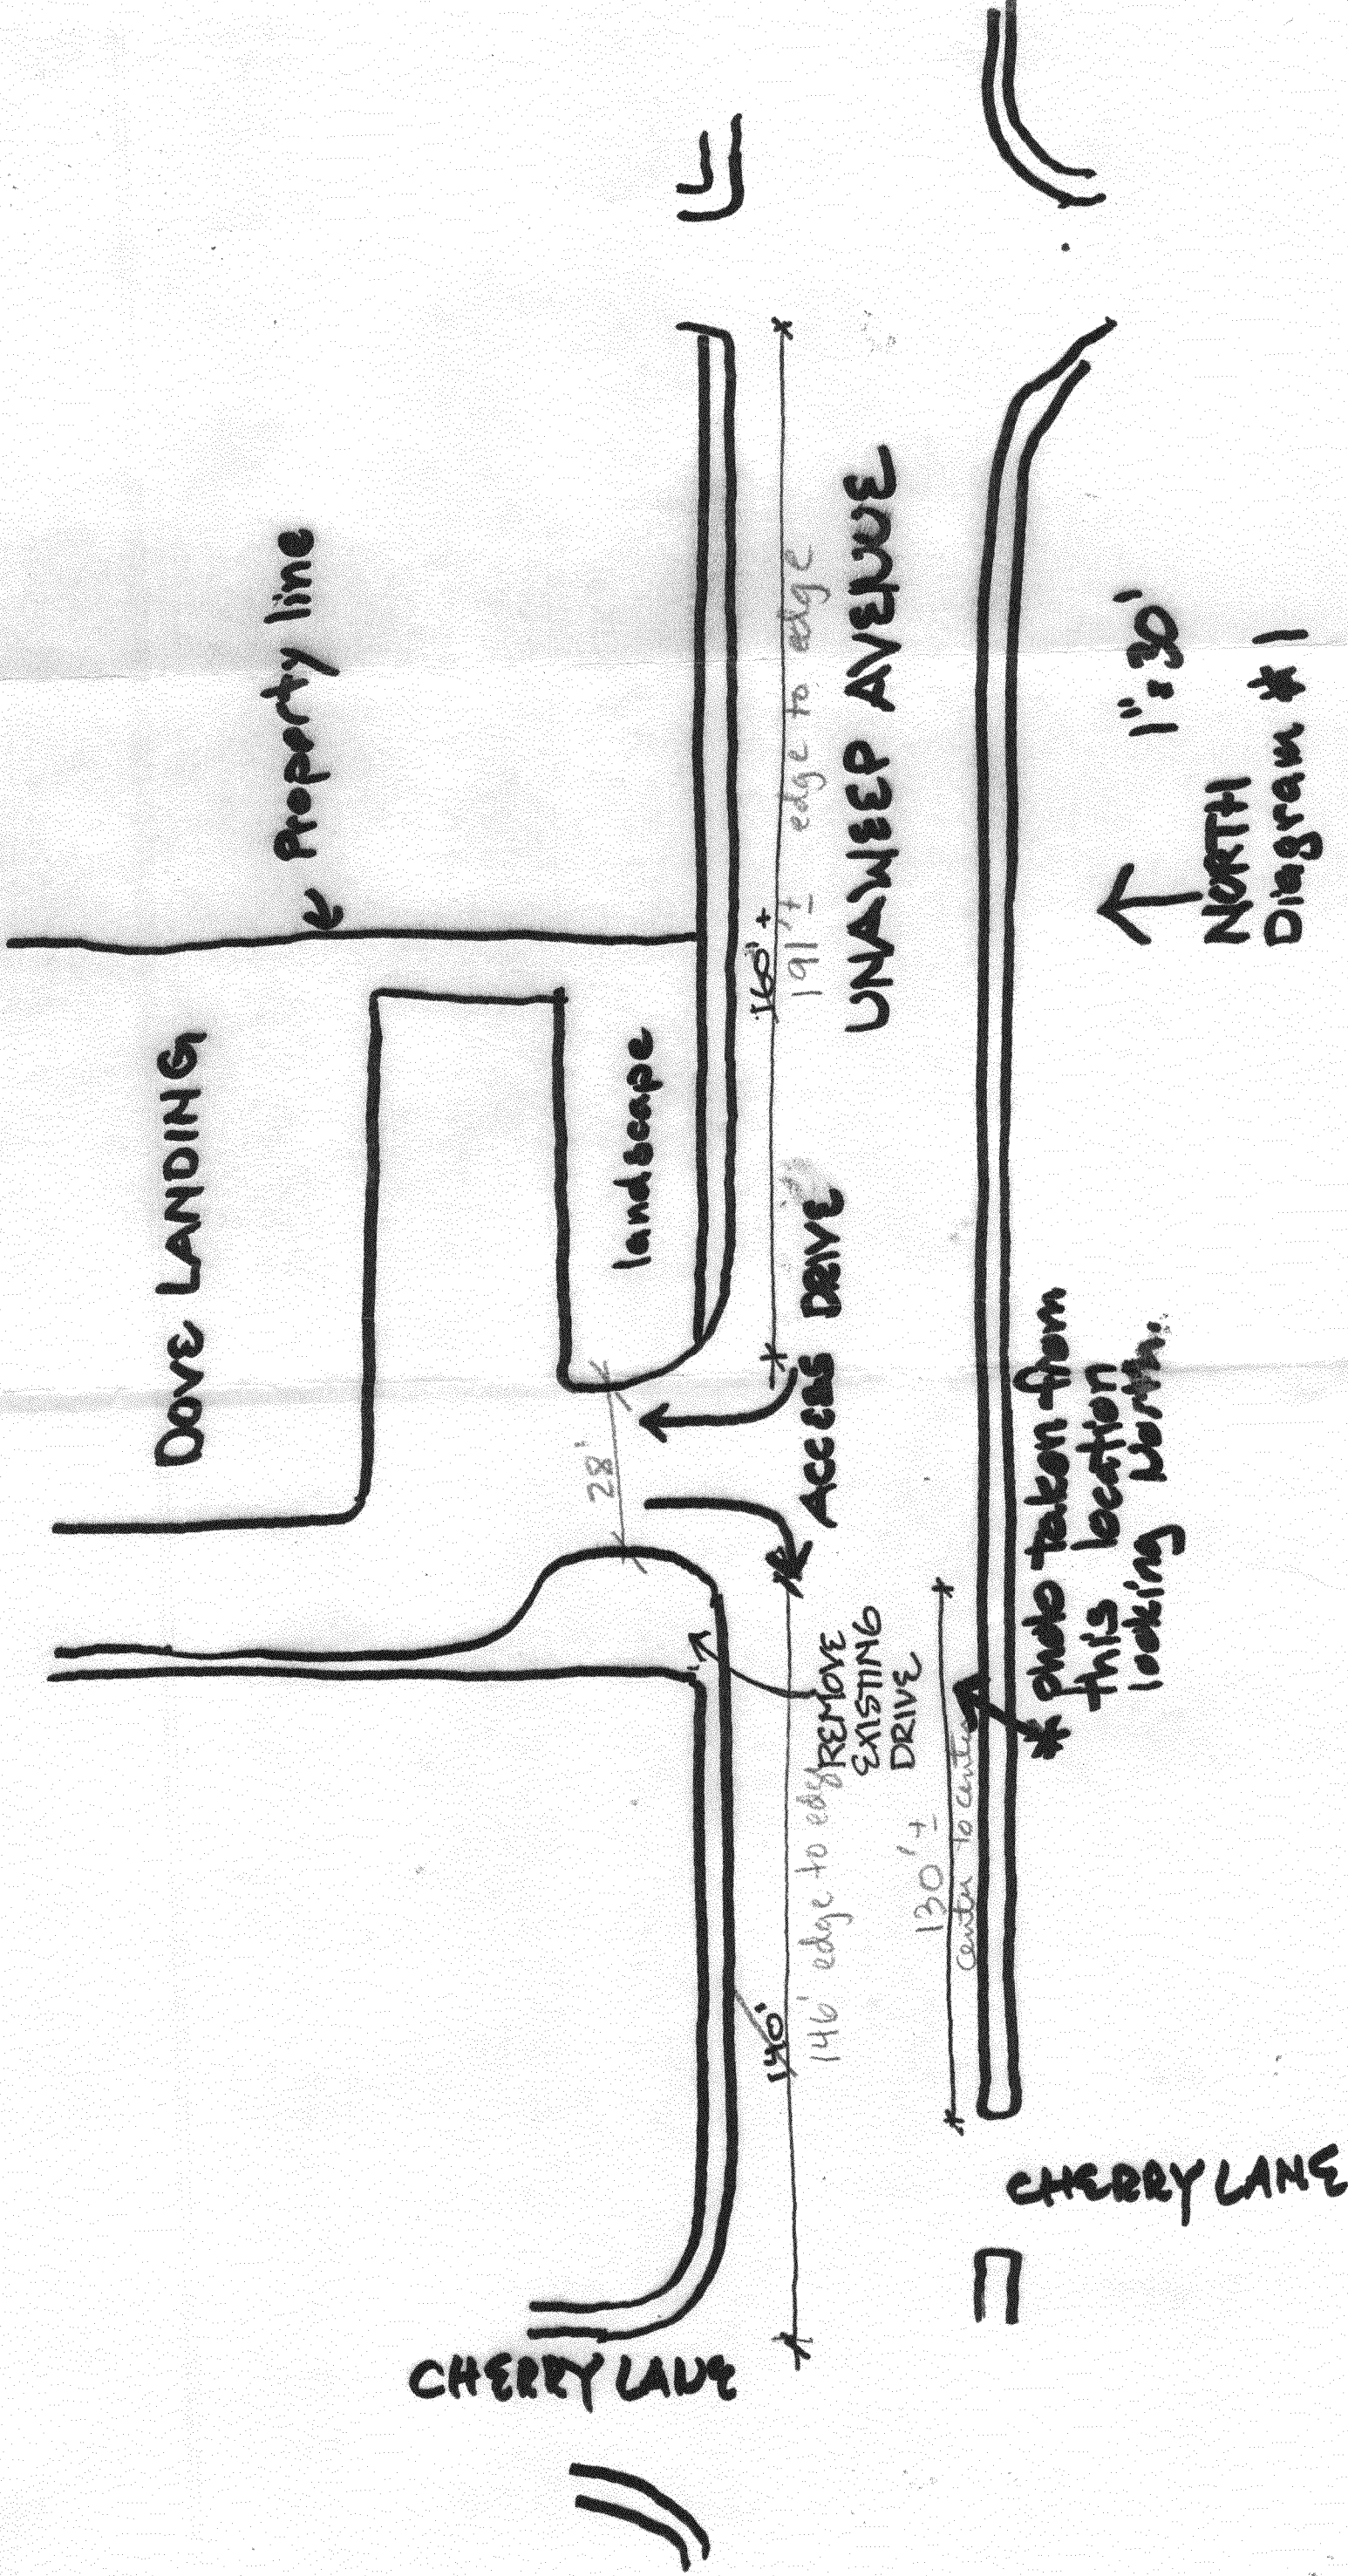 Property line
DOVE LANDING
landscape
28'
160' +
191' ± edge to edge
UNAWEEP AVENUE
ACCESS DRIVE
REMOVE
EXISTING
DRIVE
140'
146' edge to edge
130' ±
center to center
* photo taken from
this location
looking North.
CHERRY LANE
CHERRY LANE
1" = 30'
NORTH
Diagram # 1